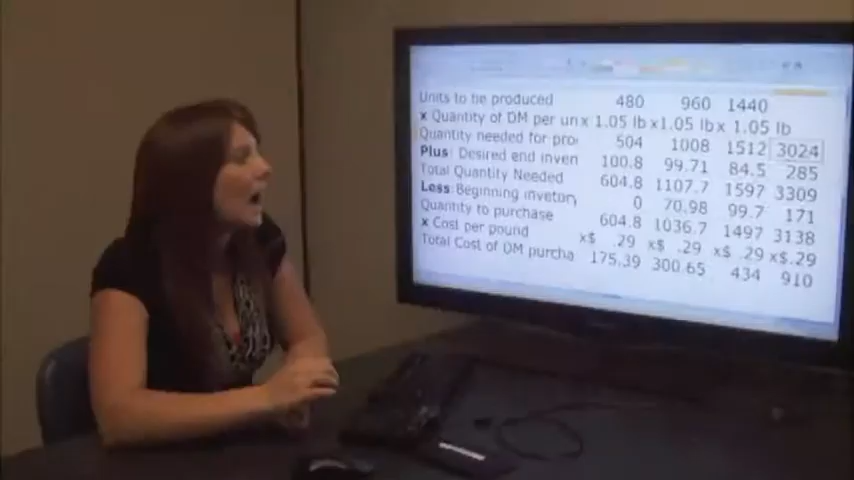 Units to be produced 480 960 1440
x Quantity of DM per un x 1.05 lb x1.05 lb x 1.05 lb
Quantity needed for pro 504 1008 1512 3024
Plus: Desired end inven 100.8 99.71 84.5 285
Total Quantity Needed 604.8 1107.7 1597 3309
Less: Beginning invetory 0 70.98 99.7 171
Quantity to purchase 604.8 1036.7 1497 3138
x Cost per pound x$ .29 x$ .29 x$ .29 x$.29
Total Cost of DM purcha 175.39 300.65 434 910